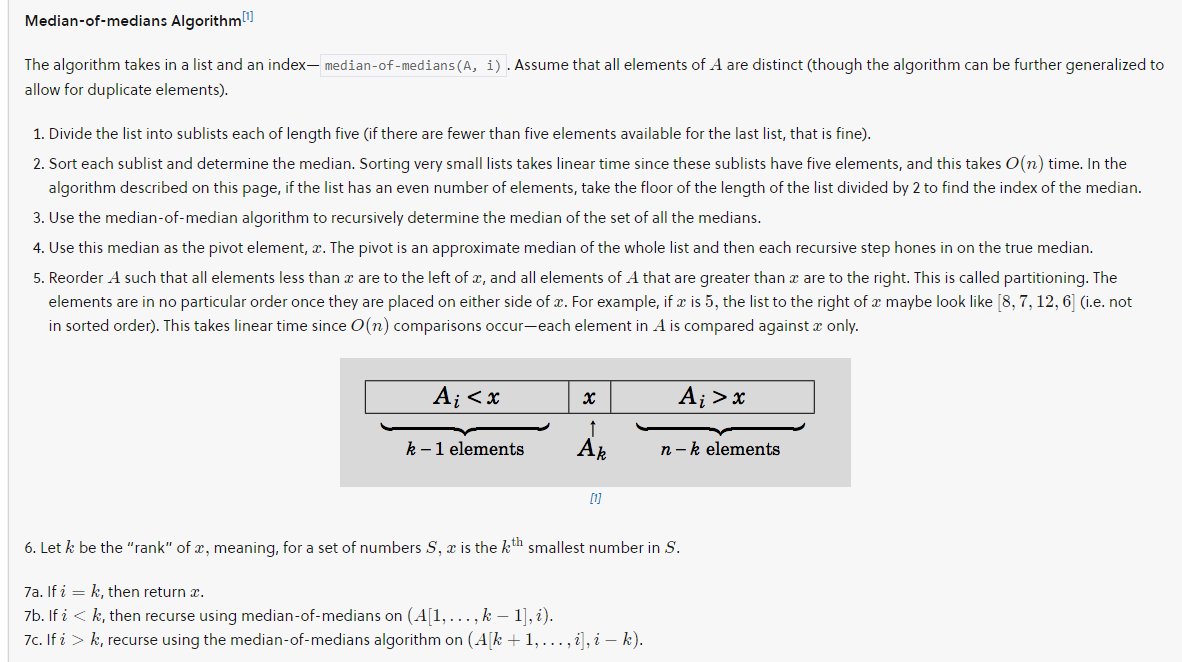 Median-of-medians Algorithm[1]
The algorithm takes in a list and an index—median-of-medians(A, i). Assume that all elements of A are distinct (though the algorithm can be further generalized to
allow for duplicate elements).
1. Divide the list into sublists each of length five (if there are fewer than five elements available for the last list, that is fine).
2. Sort each sublist and determine the median. Sorting very small lists takes linear time since these sublists have five elements, and this takes O(n) time. In the
algorithm described on this page, if the list has an even number of elements, take the floor of the length of the list divided by 2 to find the index of the median.
3. Use the median-of-median algorithm to recursively determine the median of the set of all the medians.
4. Use this median as the pivot element, x. The pivot is an approximate median of the whole list and then each recursive step hones in on the true median.
5. Reorder A such that all elements less than x are to the left of x, and all elements of A that are greater than x are to the right. This is called partitioning. The
elements are in no particular order once they are placed on either side of x. For example, if x is 5, the list to the right of x maybe look like [8, 7, 12, 6] (i.e. not
in sorted order). This takes linear time since O(n) comparisons occur—each element in A is compared against x only.
Aᵢ < x x Aᵢ > x
k − 1 elements Aₖ n − k elements
[1]
6. Let k be the "rank" of x, meaning, for a set of numbers S, x is the kᵗʰ smallest number in S.
7a. If i = k, then return x.
7b. If i < k, then recurse using median-of-medians on (A[1, . . . , k − 1], i).
7c. If i > k, recurse using the median-of-medians algorithm on (A[k + 1, . . . , i], i − k).